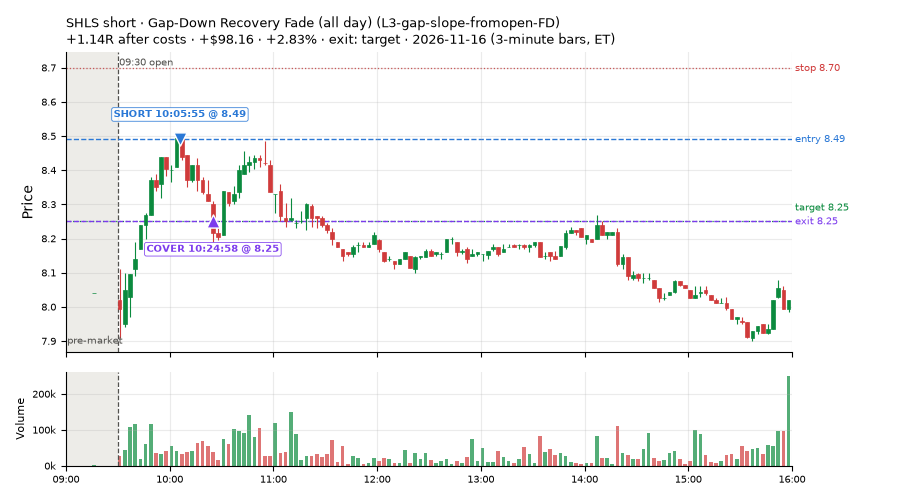 SHLS short · Gap-Down Recovery Fade (all day) (L3-gap-slope-fromopen-FD)
+1.14R after costs · +$98.16 · +2.83% · exit: target · 2026-11-16 (3-minute bars, ET)
09:30 open
8.7
stop 8.70
8.6
SHORT 10:05:55 @ 8.49
8.5
entry 8.49
8.4
8.3
target 8.25
exit 8.25
8.2
COVER 10:24:58 @ 8.25
8.1
8.0
7.9
pre-market
Price
200k
100k
0k
Volume
09:00
10:00
11:00
12:00
13:00
14:00
15:00
16:00